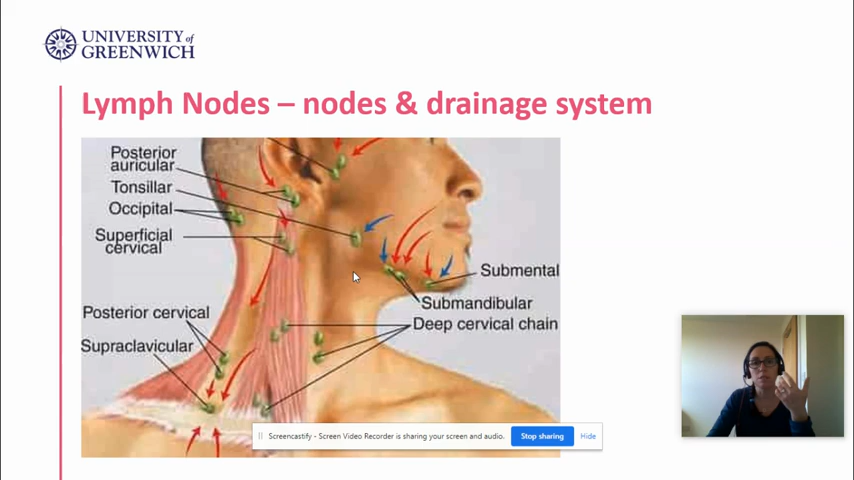 UNIVERSITY of
GREENWICH
Lymph Nodes – nodes & drainage system
Posterior
auricular
Tonsillar
Occipital
Superficial
cervical
Posterior cervical
Supraclavicular
Submental
Submandibular
Deep cervical chain
Screencastify - Screen Video Recorder is sharing your screen and audio.
Stop sharing
Hide